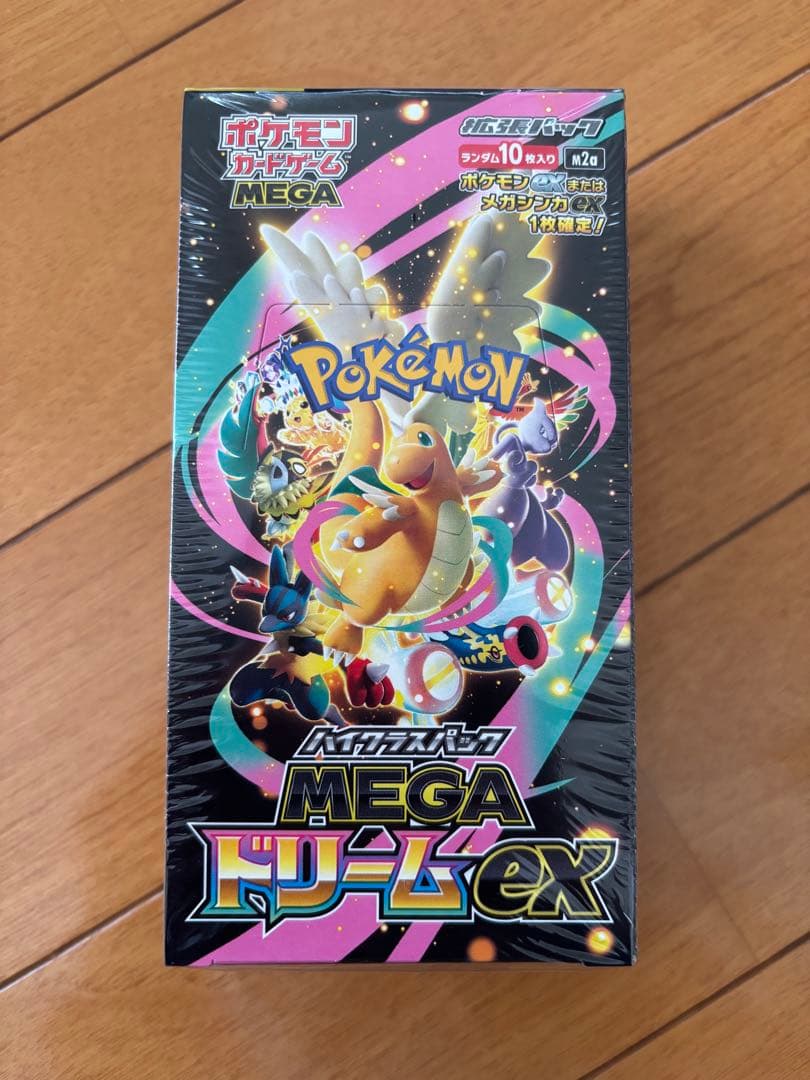 ポケモン
カードゲーム
MEGA
拡張パック
ランダム10枚入り M2a
ポケモンexまたは
メガシンカex
1枚確定!
POKéMON
TM
ハイクラスパック
MEGA
ドリームex